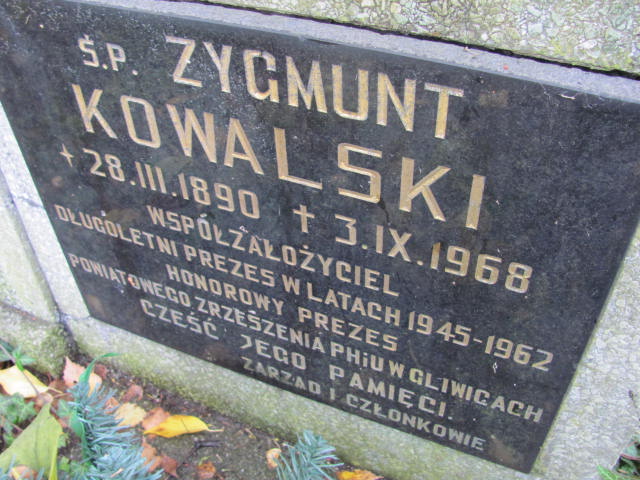 Ś.P. ZYGMUNT
KOWALSKI
+ 28.III.1890 + 3.IX.1968
WSPÓŁZAŁOŻYCIEL
DŁUGOLETNI PREZES W LATACH 1945-1962
HONOROWY PREZES
POWIATOWEGO ZRZESZENIA PHiU W GLIWICACH
CZEŚĆ JEGO PAMIĘCI.
ZARZĄD I CZŁONKOWIE